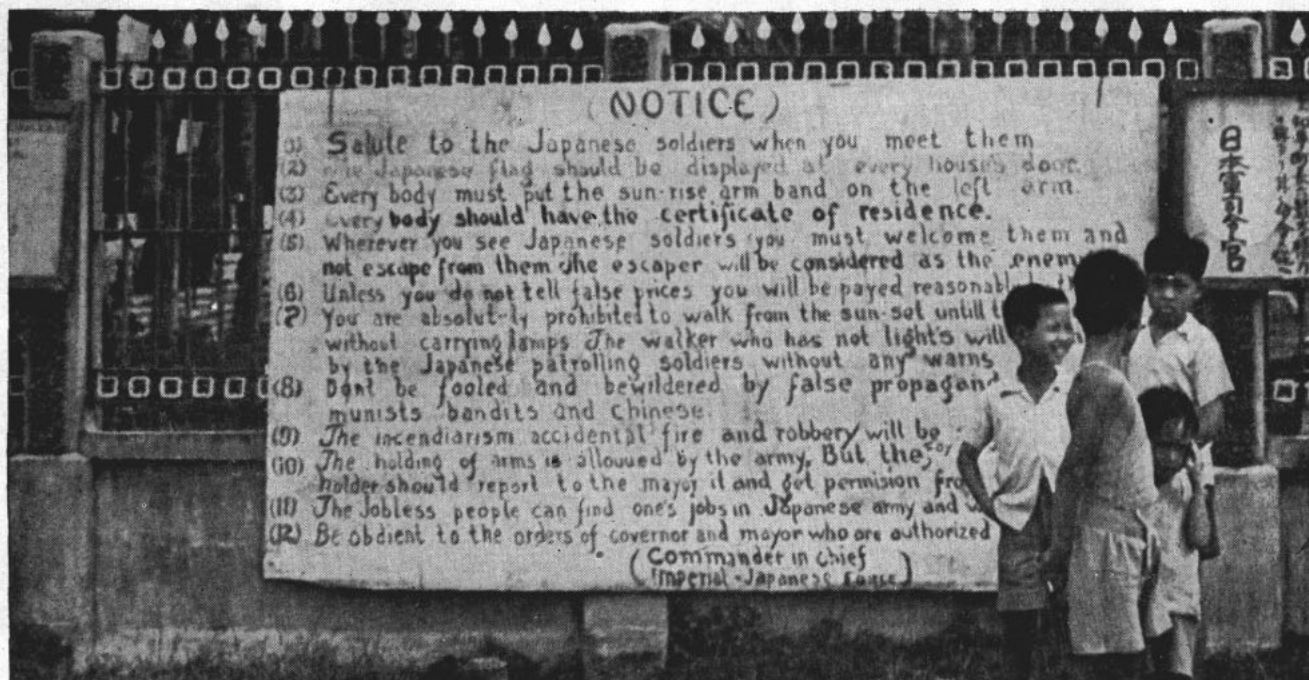 (NOTICE)
(1) Salute to the Japanese soldiers when you meet them
(2) Japanese flag should be displayed at every house's door.
(3) Every body must put the sun-rise arm band on the left arm.
(4) Every body should have the certificate of residence.
(5) Wherever you see Japanese soldiers you must welcome them and
not escape from them The escaper will be considered as the enemy
(6) Unless you do not tell false prices you will be payed
(7) You are absolut-ly prohibited to walk from the sun-set untill
without carrying lamps The walker who has not light's will
by the Japanese patrolling soldiers without any warns
(8) Dont be fooled and bewildered by false
munists bandits and Chinese.
(9) The incendiarism accidental fire and robbery will be
(10) The holding of arms is allouued by the army. But the
holder should report to the mayor it and get permision
(11) The Jobless people can find one's jobs in Japanese army and
(12) Be obdient to the orders of covernor and mayor who are authorized
(Commander in chief
Imperial-Japanese Force)
日本軍司令官